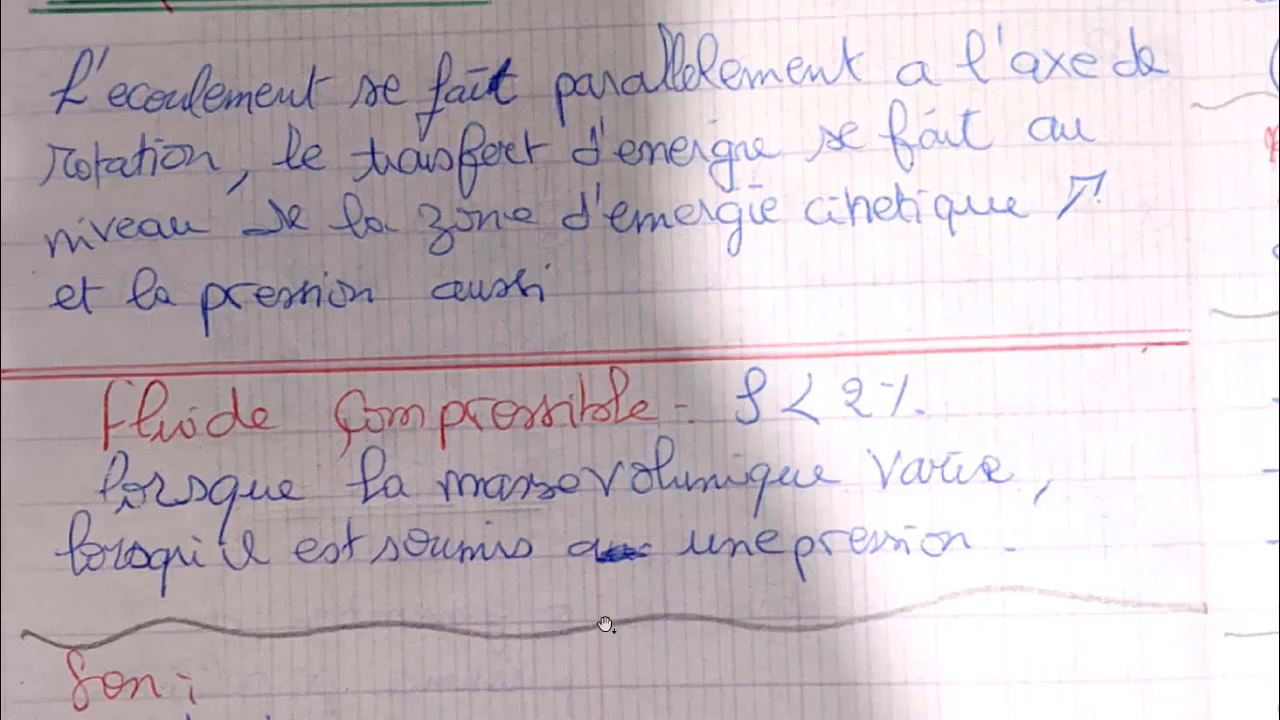 L'ecoulement se fait parallelement a l'axe de
rotation, le transfert d'energie se fait au
niveau de la zone d'energie cinetique ↗
et la pression aussi
fluide compressible - ρ < 2 %.
lorsque la masse volumique varie,
lorsqu'il est soumis a une pression -
Son :